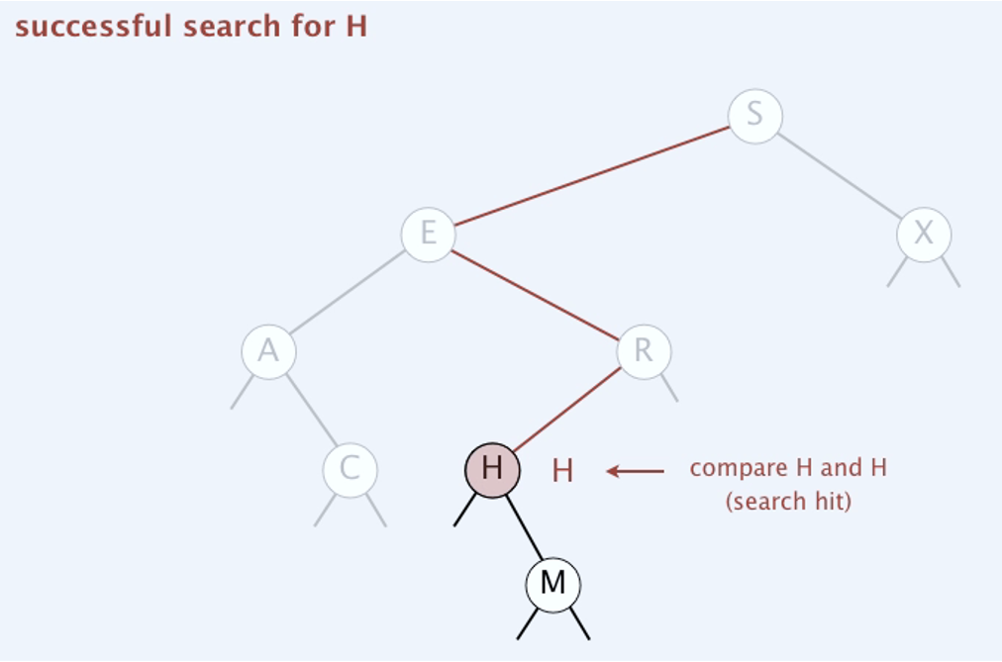 successful search for H
S
E
X
A
R
C
H
H
compare H and H
(search hit)
M